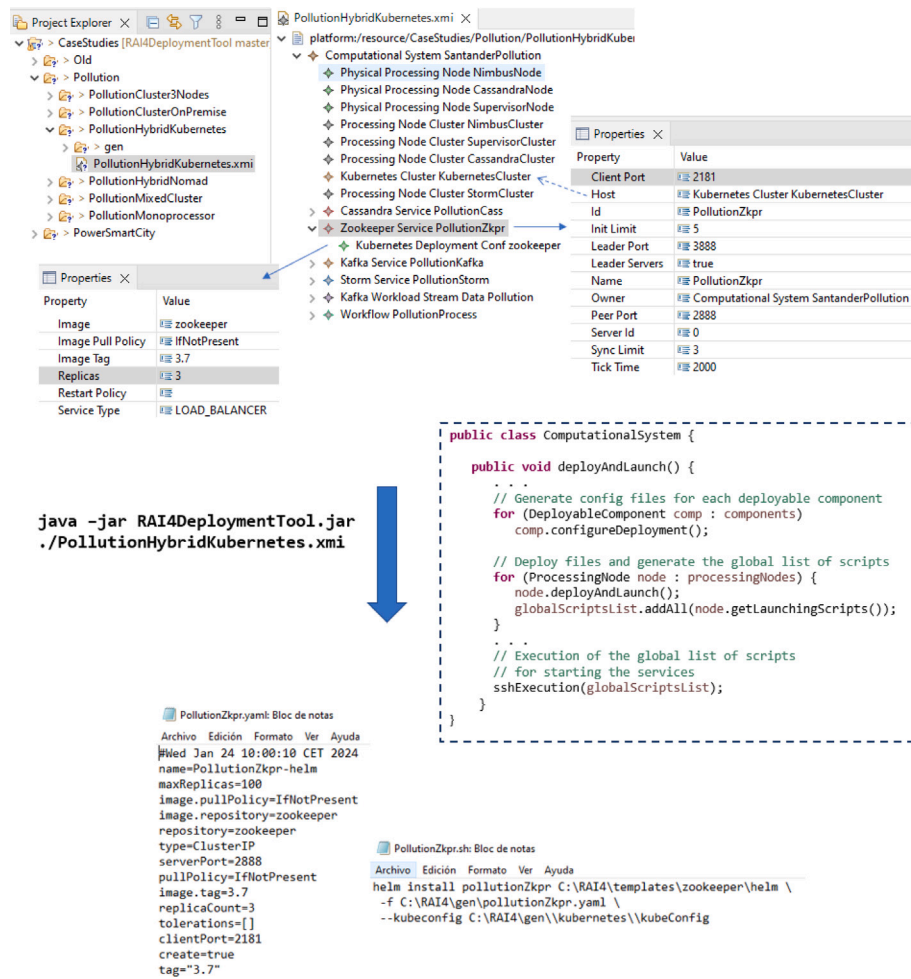 Project Explorer
> CaseStudies [RAI4DeploymentTool master
> Old
> Pollution
> PollutionCluster3Nodes
> PollutionClusterOnPremise
> PollutionHybridKubernetes
> gen
PollutionHybridKubernetes.xmi
> PollutionHybridNomad
> PollutionMixedCluster
> PollutionMonoprocessor
> PowerSmartCity
PollutionHybridKubernetes.xmi
platform:/resource/CaseStudies/Pollution/PollutionHybridKuber
Computational System SantanderPollution
Physical Processing Node NimbusNode
Physical Processing Node CassandraNode
Physical Processing Node SupervisorNode
Processing Node Cluster NimbusCluster
Processing Node Cluster SupervisorCluster
Processing Node Cluster CassandraCluster
Kubernetes Cluster KubernetesCluster
Processing Node Cluster StormCluster
Cassandra Service PollutionCass
Zookeeper Service PollutionZkpr
Kubernetes Deployment Conf zookeeper
Kafka Service PollutionKafka
Storm Service PollutionStorm
Kafka Workload Stream Data Pollution
Workflow PollutionProcess
Properties
Property Value
Client Port 2181
Host Kubernetes Cluster KubernetesCluster
Id PollutionZkpr
Init Limit 5
Leader Port 3888
Leader Servers true
Name PollutionZkpr
Owner Computational System SantanderPollution
Peer Port 2888
Server Id 0
Sync Limit 3
Tick Time 2000
Properties
Property Value
Image zookeeper
Image Pull Policy IfNotPresent
Image Tag 3.7
Replicas 3
Restart Policy
Service Type LOAD_BALANCER
java –jar RAI4DeploymentTool.jar
./PollutionHybridKubernetes.xmi
public class ComputationalSystem {
public void deployAndLaunch() {
. . .
// Generate config files for each deployable component
for (DeployableComponent comp : components)
comp.configureDeployment();
// Deploy files and generate the global list of scripts
for (ProcessingNode node : processingNodes) {
node.deployAndLaunch();
globalScriptsList.addAll(node.getLaunchingScripts());
}
. . .
// Execution of the global list of scripts
// for starting the services
sshExecution(globalScriptsList);
}
}
PollutionZkpr.yaml: Bloc de notas
Archivo Edición Formato Ver Ayuda
#Wed Jan 24 10:00:10 CET 2024
name=PollutionZkpr-helm
maxReplicas=100
image.pullPolicy=IfNotPresent
image.repository=zookeeper
repository=zookeeper
type=ClusterIP
serverPort=2888
pullPolicy=IfNotPresent
image.tag=3.7
replicaCount=3
tolerations=[]
clientPort=2181
create=true
tag="3.7"
PollutionZkpr.sh: Bloc de notas
Archivo Edición Formato Ver Ayuda
helm install pollutionZkpr C:\RAI4\templates\zookeeper\helm \
-f C:\RAI4\gen\pollutionZkpr.yaml \
--kubeconfig C:\RAI4\gen\\kubernetes\\kubeConfig